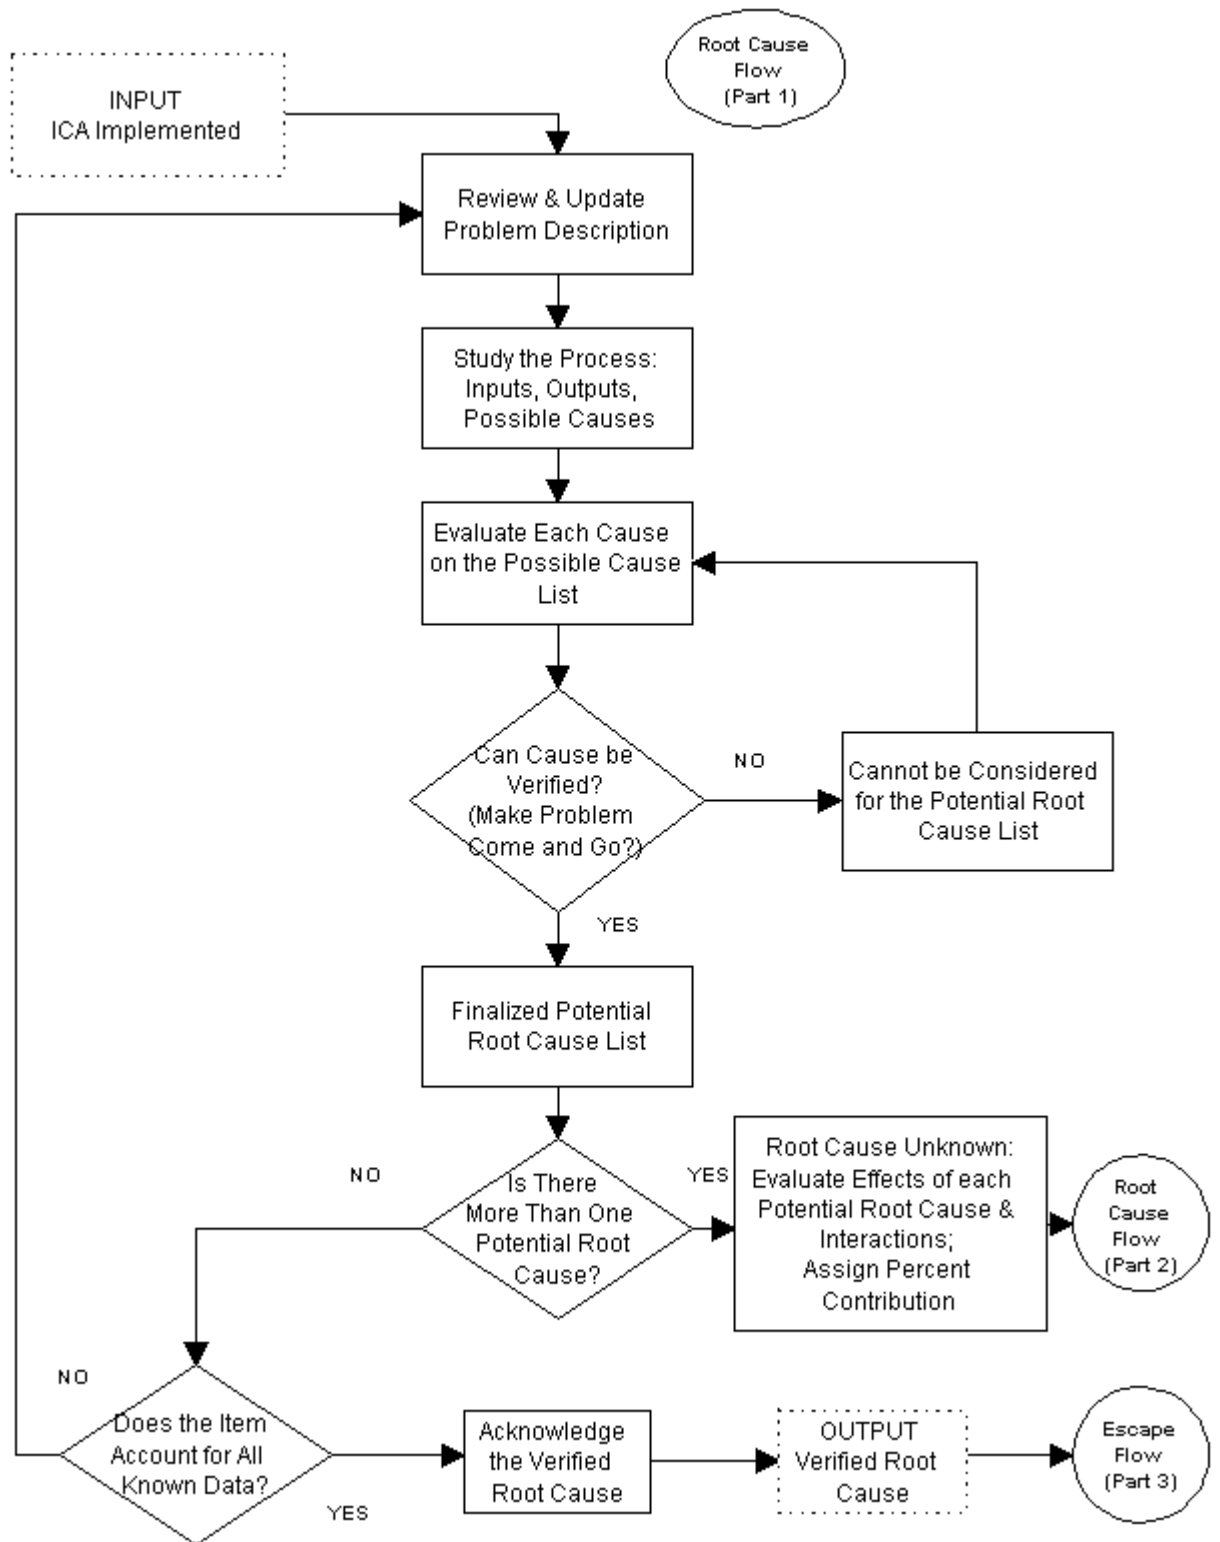 Root Cause
Flow
(Part 1)
INPUT
ICA Implemented
Review & Update
Problem Description
Study the Process:
Inputs, Outputs,
Possible Causes
Evaluate Each Cause
on the Possible Cause
List
Can Cause be
Verified?
(Make Problem
Come and Go?)
NO
Cannot be Considered
for the Potential Root
Cause List
YES
Finalized Potential
Root Cause List
Is There
More Than One
Potential Root
Cause?
NO
YES
Root Cause Unknown:
Evaluate Effects of each
Potential Root Cause &
Interactions;
Assign Percent
Contribution
Root
Cause
Flow
(Part 2)
NO
Does the Item
Account for All
Known Data?
YES
Acknowledge
the Verified
Root Cause
OUTPUT
Verified Root
Cause
Escape
Flow
(Part 3)